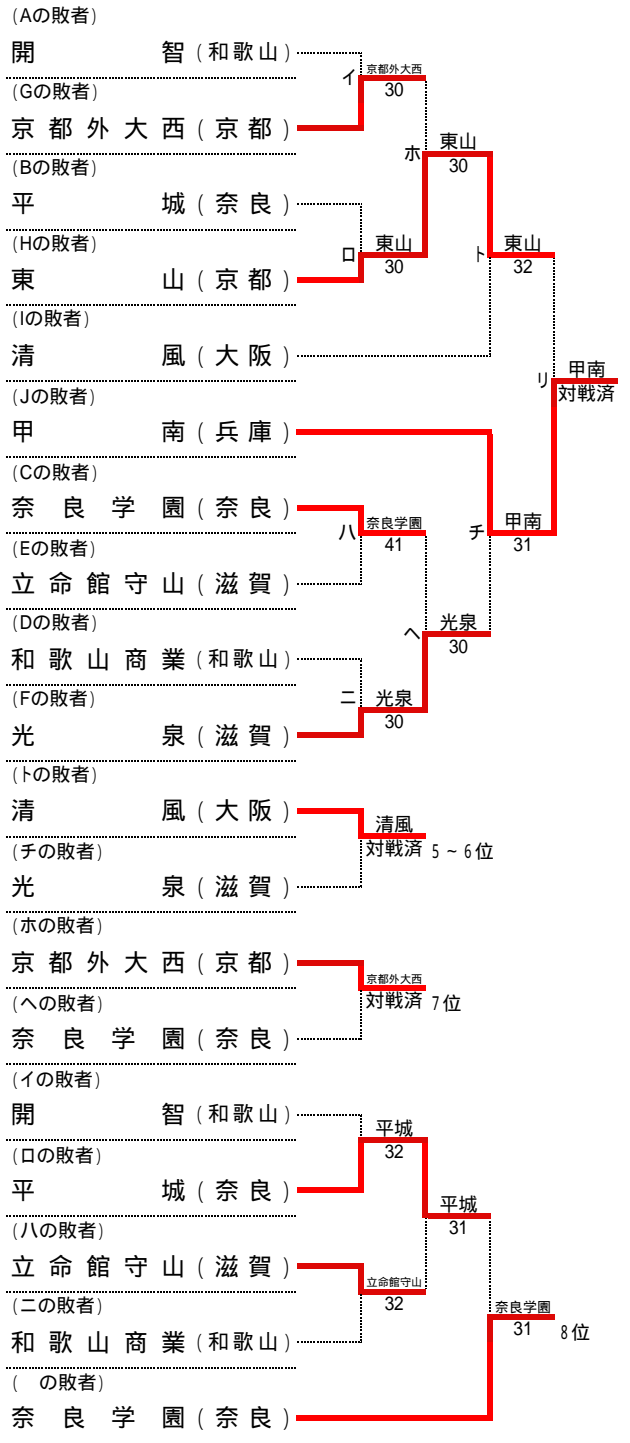 (Aの敗者)
開智(和歌山)
イ 京都外大西
30
(Gの敗者)
京都外大西(京都)
ホ 東山
30
(Bの敗者)
平城(奈良)
(Hの敗者)
ロ 東山
30
ト 東山
32
東山(京都)
(Iの敗者)
清風(大阪)
リ 甲南
対戦済
(Jの敗者)
甲南(兵庫)
(Cの敗者)
奈良学園(奈良)
ハ 奈良学園
41
チ 甲南
31
(Eの敗者)
立命館守山(滋賀)
(Dの敗者)
ヘ 光泉
30
和歌山商業(和歌山)
(Fの敗者)
ニ 光泉
30
光泉(滋賀)
(トの敗者)
清風(大阪)
清風
対戦済 5~6位
(チの敗者)
光泉(滋賀)
(ホの敗者)
京都外大西(京都)
京都外大西
対戦済 7位
(ヘの敗者)
奈良学園(奈良)
(イの敗者)
開智(和歌山)
平城
32
(ロの敗者)
平城(奈良)
平城
31
(ハの敗者)
立命館守山(滋賀)
立命館守山
32
(ニの敗者)
奈良学園
31 8位
和歌山商業(和歌山)
( の敗者)
奈良学園(奈良)